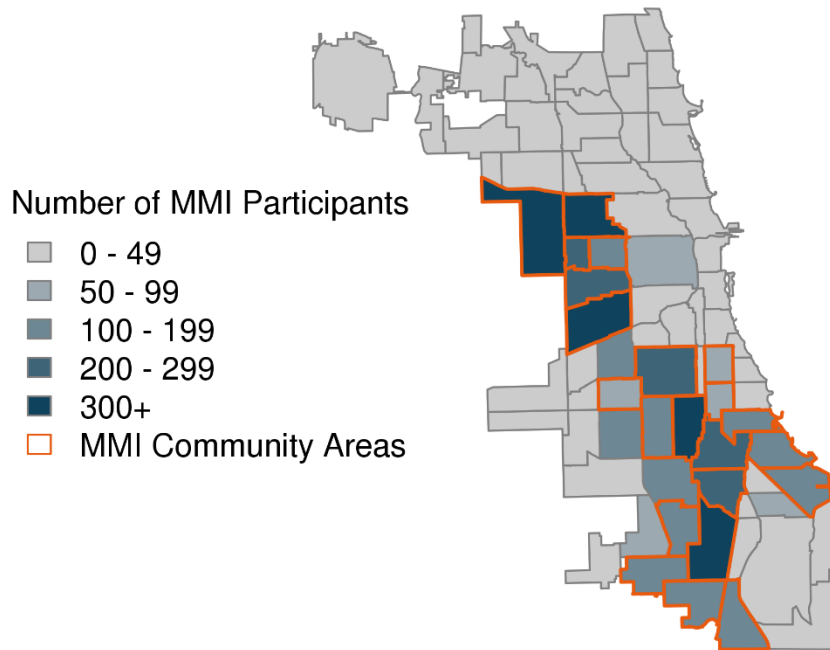 Number of MMI Participants
0 - 49
50 - 99
100 - 199
200 - 299
300+
MMI Community Areas